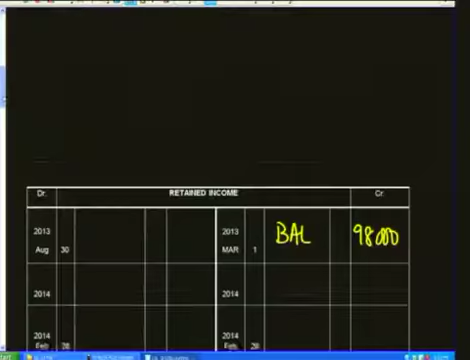 Dr. RETAINED INCOME Cr.
2013 2013 BAL 98000
Aug 30 MAR 1
2014 2014
2014 2014
Feb 28 Feb 28